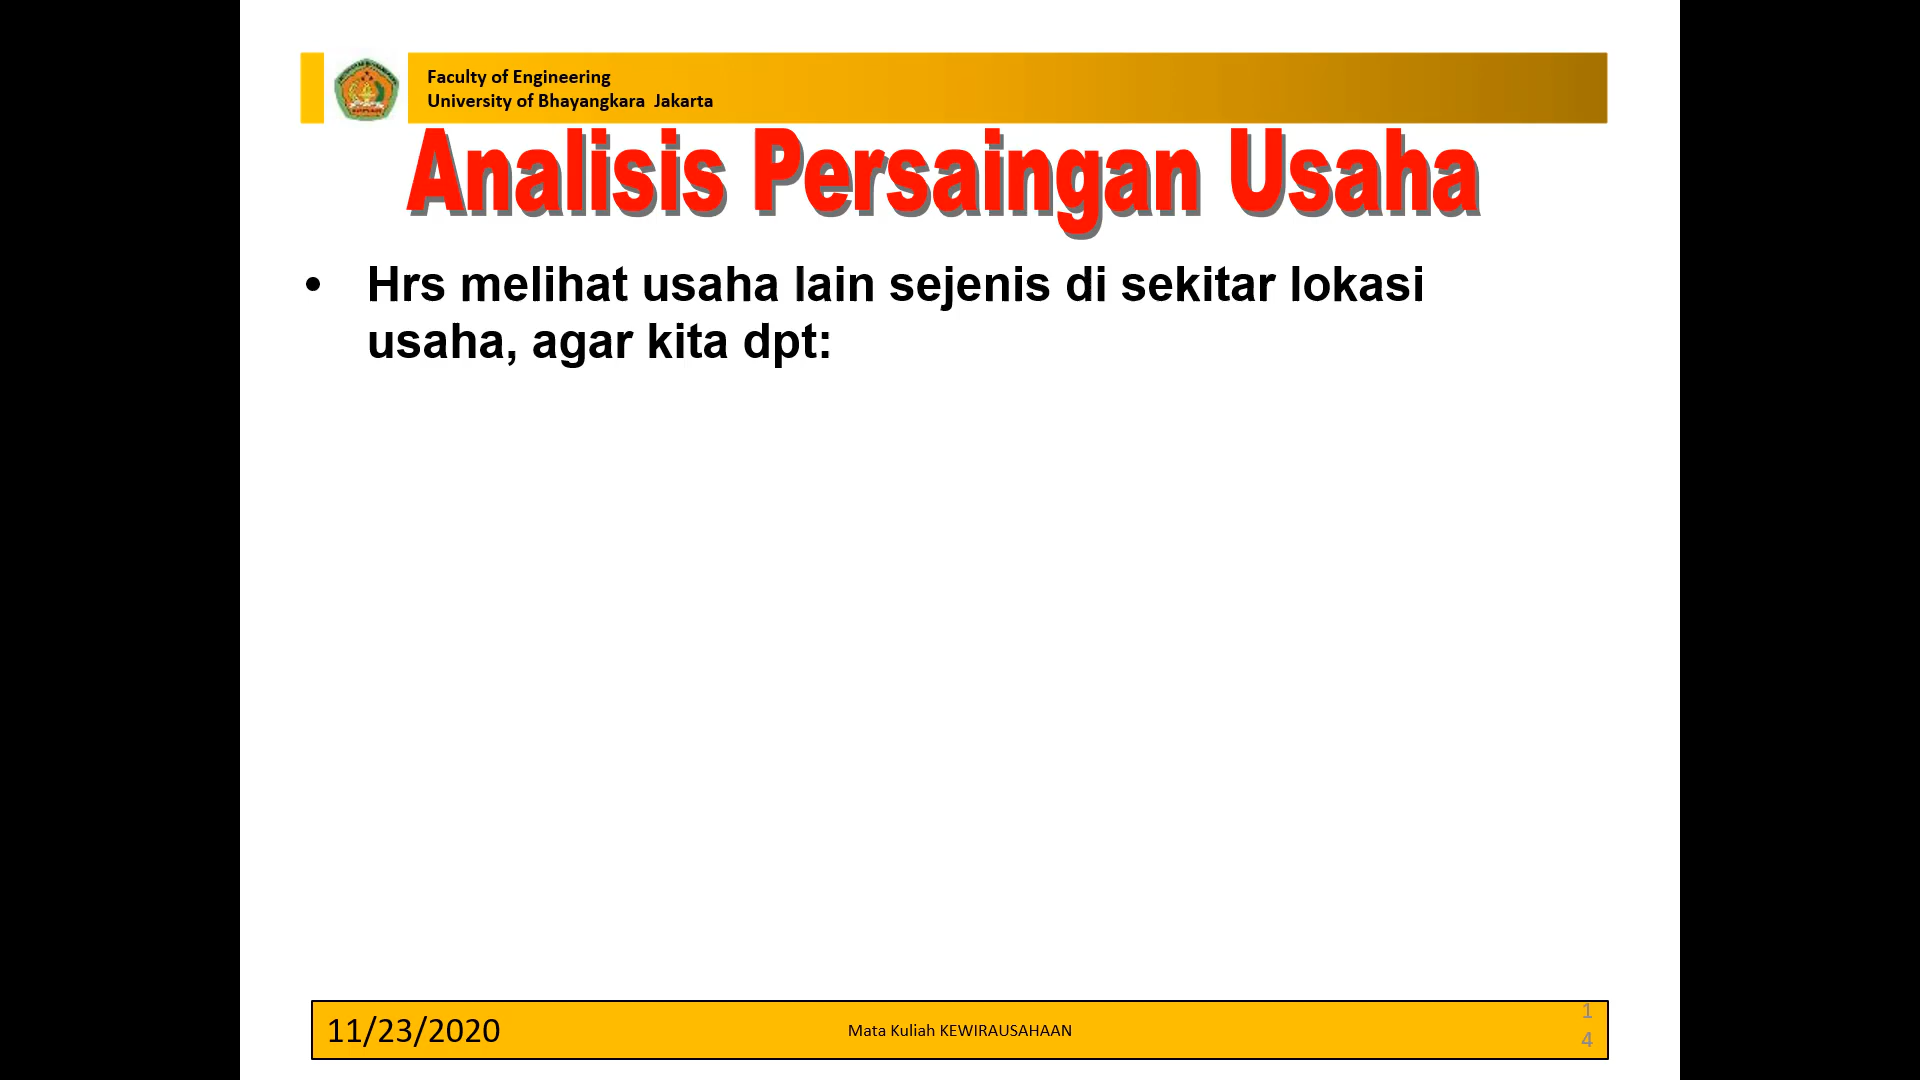 Faculty of Engineering
University of Bhayangkara Jakarta
Analisis Persaingan Usaha
• Hrs melihat usaha lain sejenis di sekitar lokasi
usaha, agar kita dpt:
11/23/2020
Mata Kuliah KEWIRAUSAHAAN
1
4